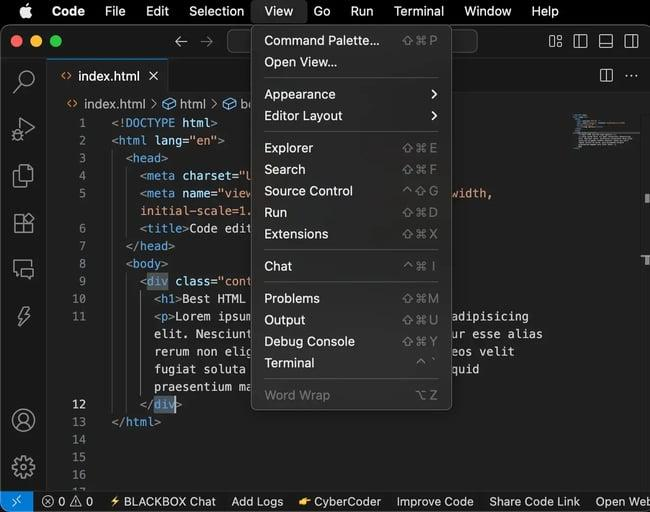 Code File Edit Selection View Go Run Terminal Window Help
Command Palette... ⇧⌘P
Open View...
Appearance
Editor Layout
Explorer ⇧⌘E
Search ⇧⌘F
Source Control ⌃⇧G
Run ⇧⌘D
Extensions ⇧⌘X
Chat ⌃⌘I
Problems ⇧⌘M
Output ⇧⌘U
Debug Console ⇧⌘Y
Terminal ⌃`
Word Wrap ⌥Z
index.html
index.html > html >
1 <!DOCTYPE html>
2 <html lang="en">
3 <head>
4 <meta charset="
5 <meta name="view
initial-scale=1.
6 <title>Code edit
7 </head>
8 <body>
9 <div class="cont
10 <h1>Best HTML
11 <p>Lorem ipsum adipisicing
elit. Nesciunt ur esse alias
rerum non elig eos velit
fugiat soluta quid
praesentium ma
12 </div>
13 </html>
14
15
16
0 0 BLACKBOX Chat Add Logs CyberCoder Improve Code Share Code Link Open Web